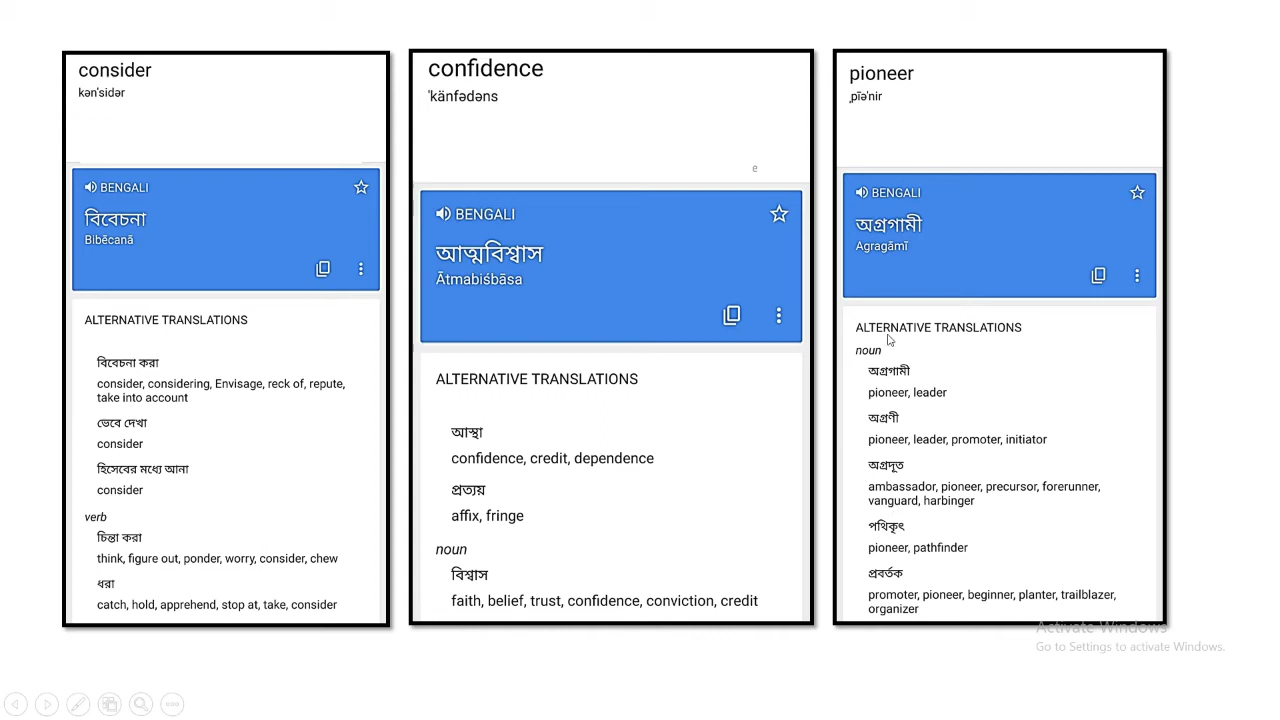 consider
kən'sidər
BENGALI
বিবেচনা
Bibēcanā
ALTERNATIVE TRANSLATIONS
বিবেচনা করা
consider, considering, Envisage, reck of, repute,
take into account
ভেবে দেখা
consider
হিসেবের মধ্যে আনা
consider
verb
চিন্তা করা
think, figure out, ponder, worry, consider, chew
ধরা
catch, hold, apprehend, stop at, take, consider
confidence
'känfədəns
e
BENGALI
আত্মবিশ্বাস
Ātmabiśbāsa
ALTERNATIVE TRANSLATIONS
আস্থা
confidence, credit, dependence
প্রত্যয়
affix, fringe
noun
বিশ্বাস
faith, belief, trust, confidence, conviction, credit
pioneer
ˌpīə'nir
BENGALI
অগ্রগামী
Agragāmī
ALTERNATIVE TRANSLATIONS
noun
অগ্রগামী
pioneer, leader
অগ্রণী
pioneer, leader, promoter, initiator
অগ্রদূত
ambassador, pioneer, precursor, forerunner,
vanguard, harbinger
পথিকৃৎ
pioneer, pathfinder
প্রবর্তক
promoter, pioneer, beginner, planter, trailblazer,
organizer
Activate Windows
Go to Settings to activate Windows.